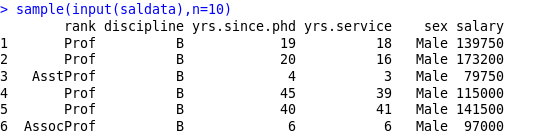 > sample(input(saldata),n=10)
       rank discipline yrs.since.phd yrs.service   sex salary
1      Prof          B            19          18  Male 139750
2      Prof          B            20          16  Male 173200
3  AsstProf          B             4           3  Male  79750
4      Prof          B            45          39  Male 115000
5      Prof          B            40          41  Male 141500
6 AssocProf          B             6           6  Male  97000